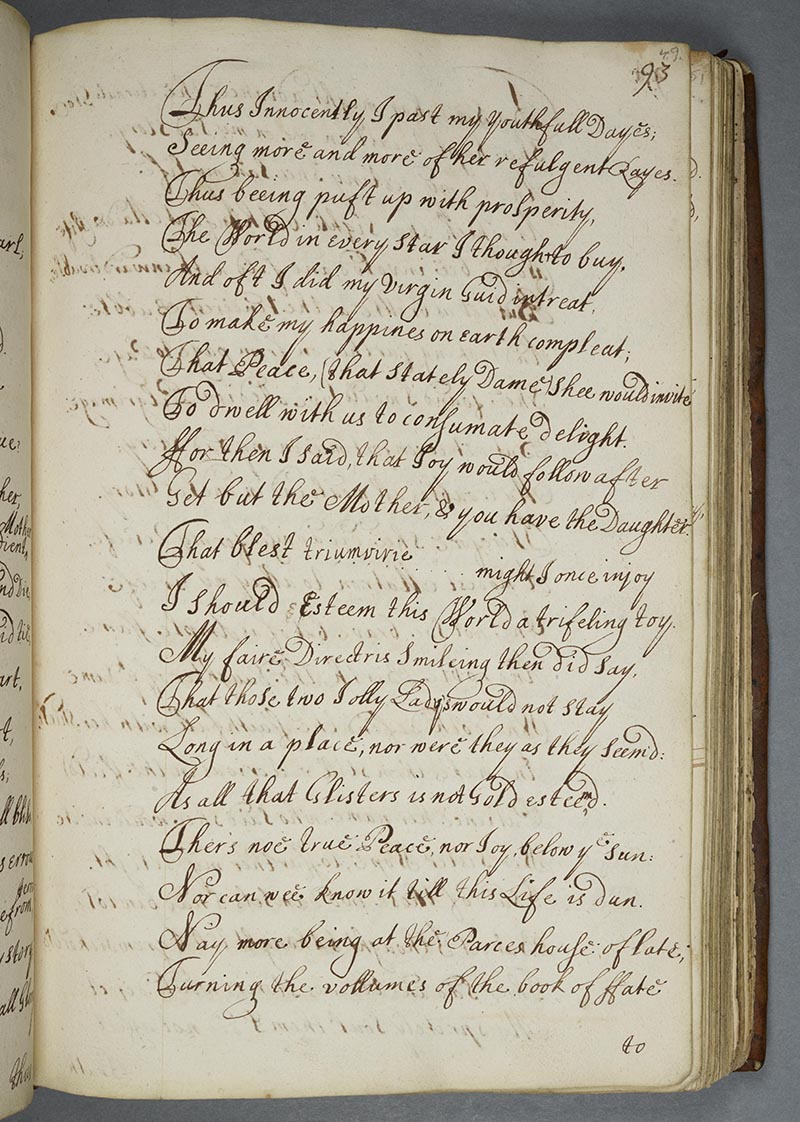 93
Thus Innocently I past my youthfull Dayes;
Seeing more and more of her refulgent Rayes.
Thus beeing puft up with prosperity,
The World in every star I thought to buy.
And oft I did my Virgin Guid intreat,
To make my happines on earth compleat;
That Peace, (that stately Dame) shee would invite
To dwell with us to consumate delight.
ffor then I said, that Joy would follow after
Get but the Mother, & you have the Daughter.
That blest triumvirie might I once injoy
I should Esteem this World a trifeling toy.
My faire Directris Smileing then did say,
That those two Jolly Ladys would not stay
Long in a place, nor were they as they seem'd:
As all that Glisters is not Gold esteemd.
Ther's noe true Peace, nor Joy, below ye sun:
Nor can wee know it till this Life is dun.
Nay more being at the Parces house of late,
Turning the vollumes of the book of ffate
to